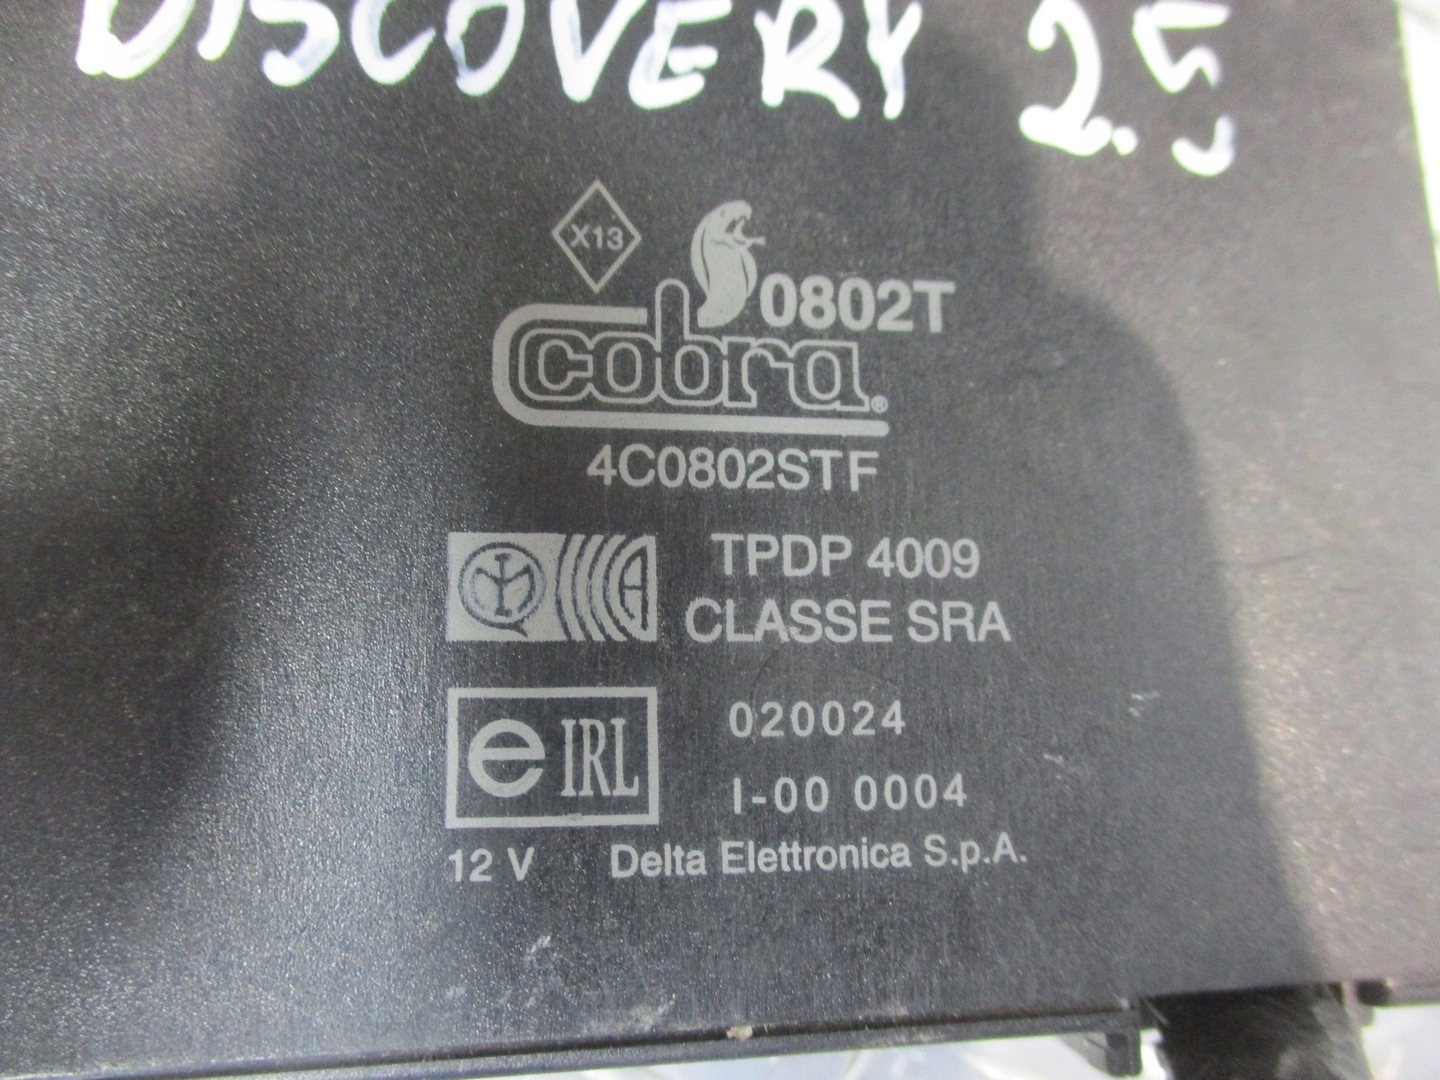 DISCOVERY 2.5
X13
0802T
cobra®
4C0802STF
TPDP 4009
CLASSE SRA
e IRL
020024
I-00 0004
12 V Delta Elettronica S.p.A.